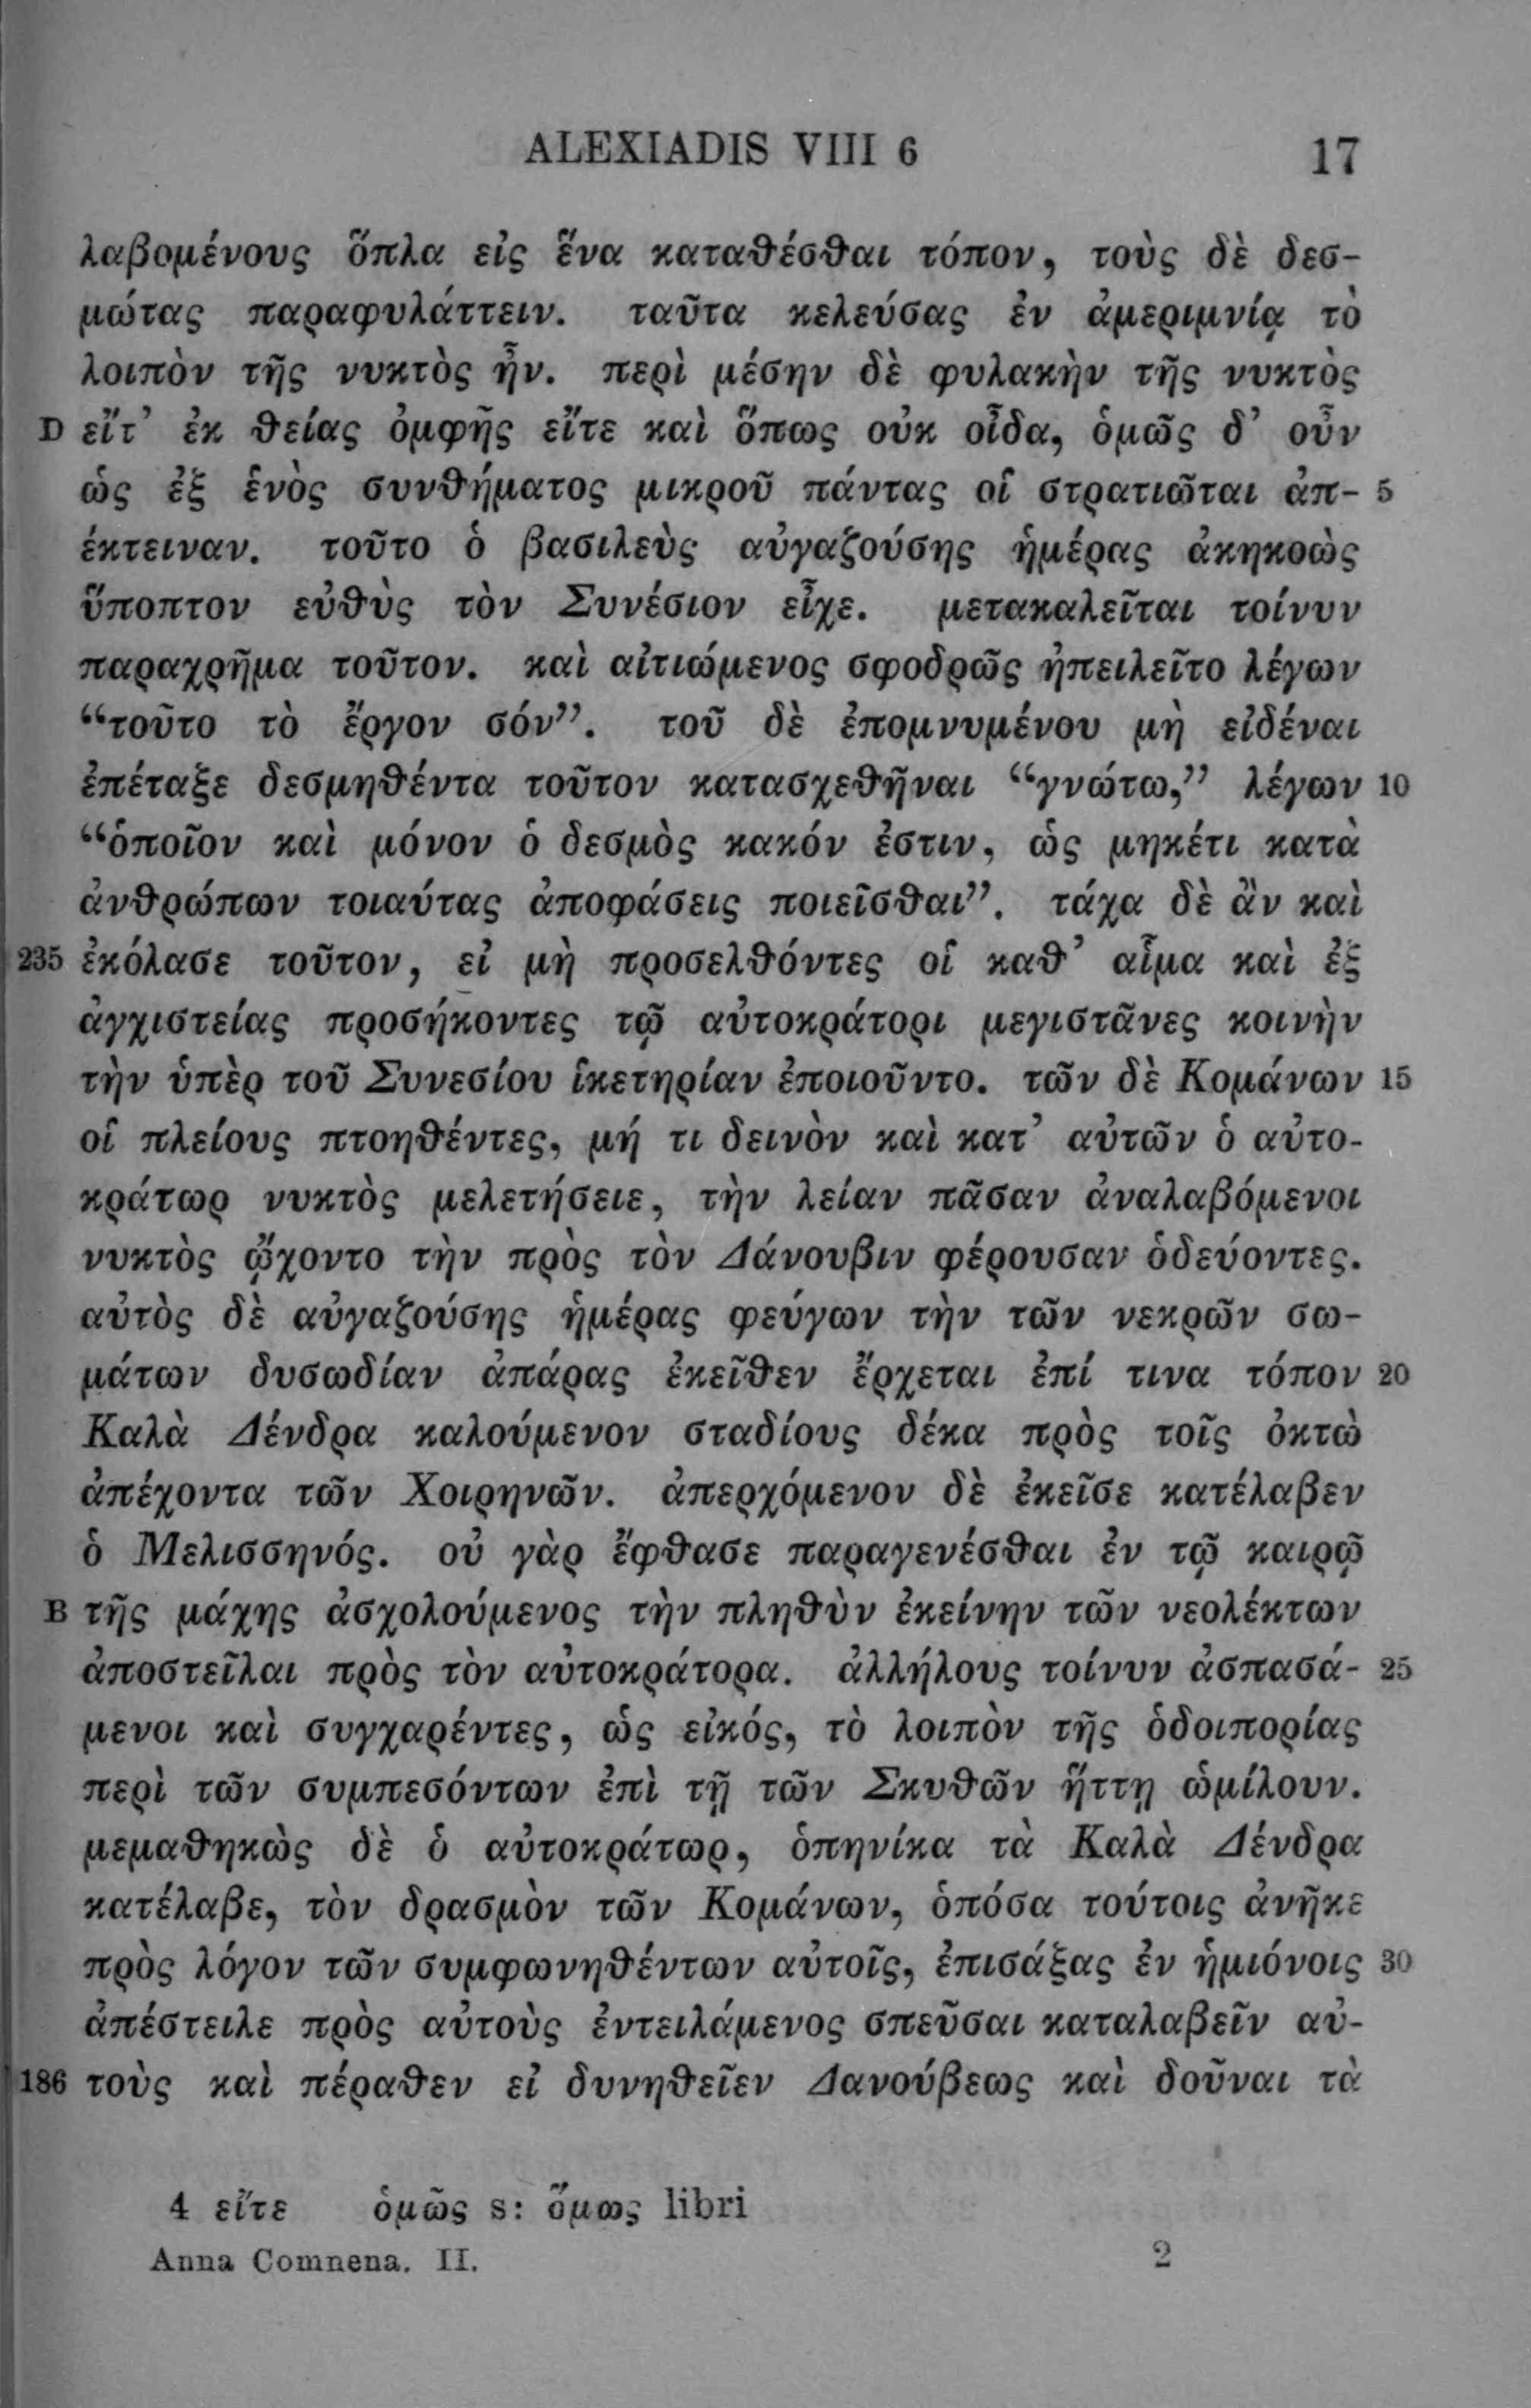 ALEXIADIS VIII 6 17
λαβομένους ὅπλα εἰς ἕνα καταθέσθαι τόπον, τοὺς δὲ δεσ-
μώτας παραφυλάττειν. ταῦτα κελεύσας ἐν ἀμεριμνίᾳ τὸ
λοιπὸν τῆς νυκτὸς ἦν. περὶ μέσην δὲ φυλακὴν τῆς νυκτὸς
D εἴτ’ ἐκ θείας ὀμφῆς εἴτε καὶ ὅπως οὐκ οἶδα, ὁμῶς δ’ οὖν
ὡς ἐξ ἑνὸς συνθήματος μικροῦ πάντας οἱ στρατιῶται ἀπ- 5
έκτειναν. τοῦτο ὁ βασιλεὺς αὐγαζούσης ἡμέρας ἀκηκοὼς
ὕποπτον εὐθὺς τὸν Συνέσιον εἶχε. μετακαλεῖται τοίνυν
παραχρῆμα τοῦτον. καὶ αἰτιώμενος σφοδρῶς ἠπειλεῖτο λέγων
“τοῦτο τὸ ἔργον σόν”. τοῦ δὲ ἐπομνυμένου μὴ εἰδέναι
ἐπέταξε δεσμηθέντα τοῦτον κατασχεθῆναι “γνώτω,” λέγων 10
“ὁποῖον καὶ μόνον ὁ δεσμὸς κακόν ἐστιν, ὡς μηκέτι κατὰ
ἀνθρώπων τοιαύτας ἀποφάσεις ποιεῖσθαι”. τάχα δὲ ἂν καὶ
235 ἐκόλασε τοῦτον, εἰ μὴ προσελθόντες οἱ καθ’ αἷμα καὶ ἐξ
ἀγχιστείας προσήκοντες τῷ αὐτοκράτορι μεγιστᾶνες κοινὴν
τὴν ὑπὲρ τοῦ Συνεσίου ἱκετηρίαν ἐποιοῦντο. τῶν δὲ Κομάνων 15
οἱ πλείους πτοηθέντες, μή τι δεινὸν καὶ κατ’ αὐτῶν ὁ αὐτο-
κράτωρ νυκτὸς μελετήσειε, τὴν λείαν πᾶσαν ἀναλαβόμενοι
νυκτὸς ᾤχοντο τὴν πρὸς τὸν Δάνουβιν φέρουσαν ὁδεύοντες.
αὐτὸς δὲ αὐγαζούσης ἡμέρας φεύγων τὴν τῶν νεκρῶν σω-
μάτων δυσωδίαν ἀπάρας ἐκεῖθεν ἔρχεται ἐπί τινα τόπον 20
Καλὰ Δένδρα καλούμενον σταδίους δέκα πρὸς τοῖς ὀκτὼ
ἀπέχοντα τῶν Χοιρηνῶν. ἀπερχόμενον δὲ ἐκεῖσε κατέλαβεν
ὁ Μελισσηνός. οὐ γὰρ ἔφθασε παραγενέσθαι ἐν τῷ καιρῷ
B τῆς μάχης ἀσχολούμενος τὴν πληθὺν ἐκείνην τῶν νεολέκτων
ἀποστεῖλαι πρὸς τὸν αὐτοκράτορα. ἀλλήλους τοίνυν ἀσπασά- 25
μενοι καὶ συγχαρέντες, ὡς εἰκός, τὸ λοιπὸν τῆς ὁδοιπορίας
περὶ τῶν συμπεσόντων ἐπὶ τῇ τῶν Σκυθῶν ἥττῃ ὡμίλουν.
μεμαθηκὼς δὲ ὁ αὐτοκράτωρ, ὁπηνίκα τὰ Καλὰ Δένδρα
κατέλαβε, τὸν δρασμὸν τῶν Κομάνων, ὁπόσα τούτοις ἀνῆκε
πρὸς λόγον τῶν συμφωνηθέντων αὐτοῖς, ἐπισάξας ἐν ἡμιόνοις 30
ἀπέστειλε πρὸς αὐτοὺς ἐντειλάμενος σπεῦσαι καταλαβεῖν αὐ-
186 τοὺς καὶ πέραθεν εἰ δυνηθεῖεν Δανούβεως καὶ δοῦναι τὰ
4 εἴτε ὁμῶς s: ὅμως libri
Anna Comnena. II. 2